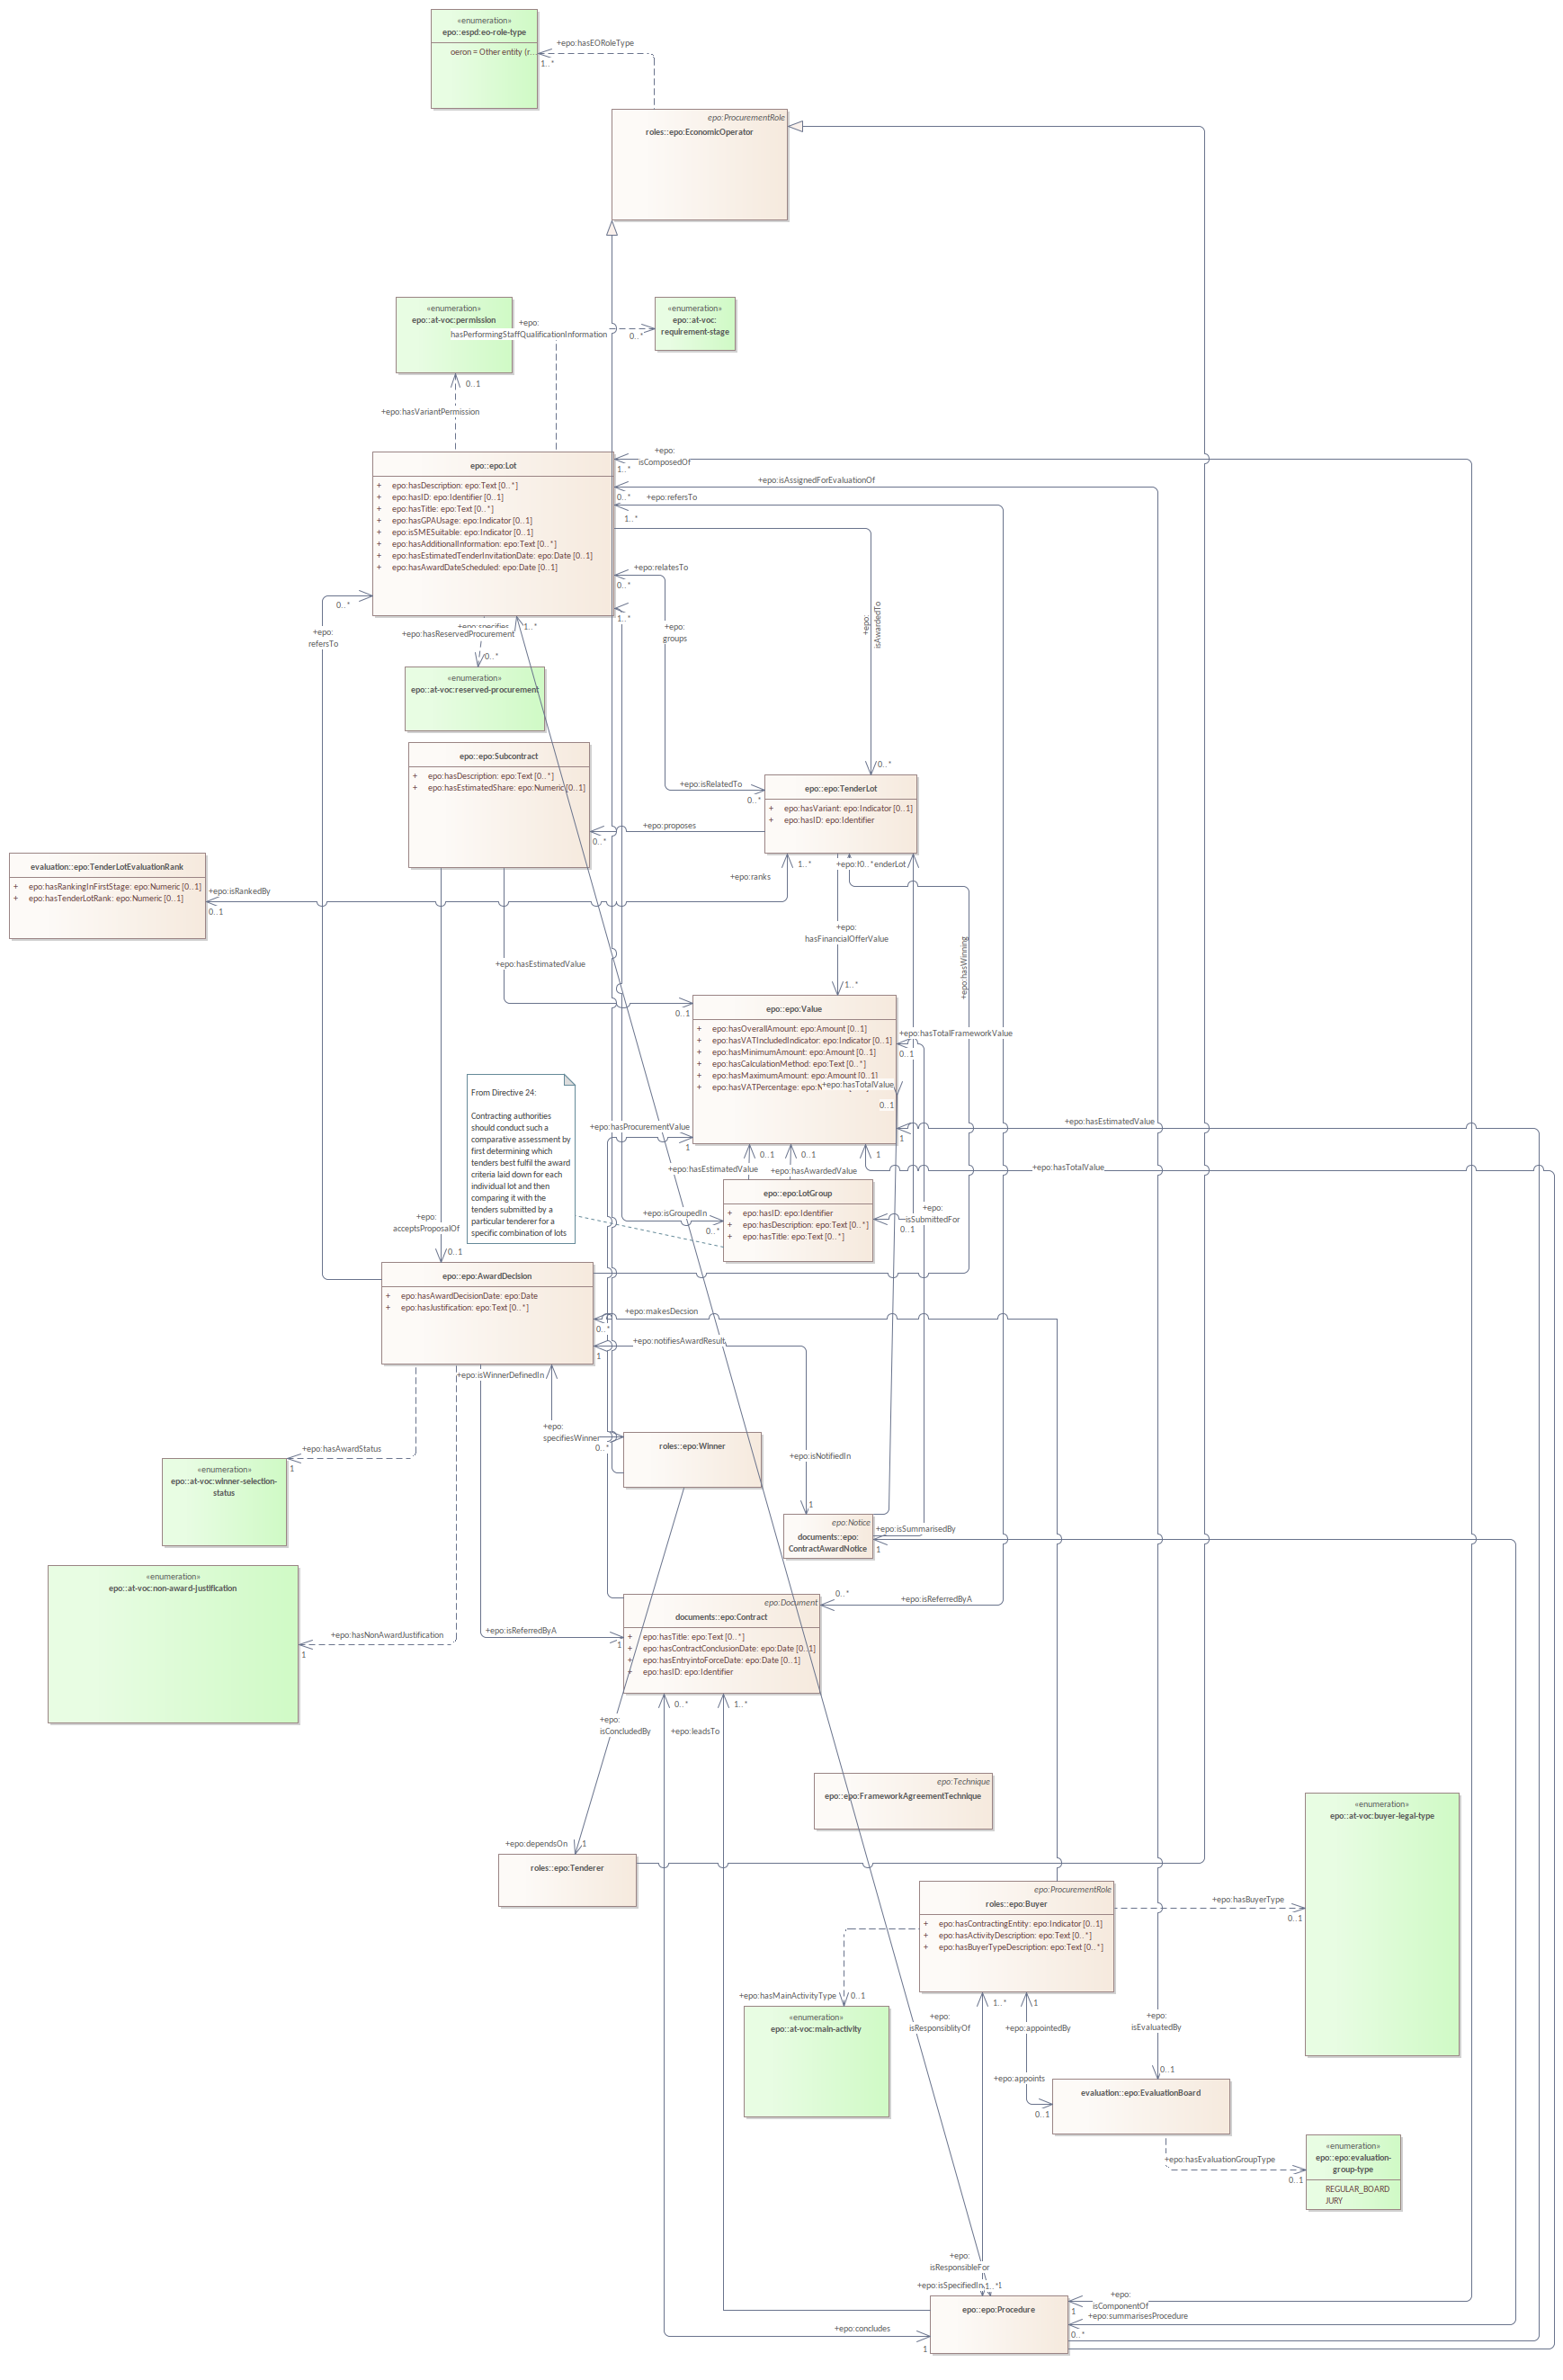 «enumeration»
epo::espd:eo-role-type
oeron = Other entity (r...
+epo:hasEORoleType
1..*
epo:ProcurementRole
roles::epo:EconomicOperator
«enumeration»
epo::at-voc:permission
+epo:
hasPerformingStaffQualificationInformation
«enumeration»
epo::at-voc:
requirement-stage
0..*
0..1
+epo:hasVariantPermission
epo::epo:Lot
+ epo:hasDescription: epo:Text [0..*]
+ epo:hasID: epo:Identifier [0..1]
+ epo:hasTitle: epo:Text [0..*]
+ epo:hasGPAUsage: epo:Indicator [0..1]
+ epo:isSMESuitable: epo:Indicator [0..1]
+ epo:hasAdditionalInformation: epo:Text [0..*]
+ epo:hasEstimatedTenderInvitationDate: epo:Date [0..1]
+ epo:hasAwardDateScheduled: epo:Date [0..1]
+epo:
isComposedOf
1..*
+epo:isAssignedForEvaluationOf
0..*
+epo:refersTo
1..*
+epo:relatesTo
0..*
1..*
+epo:
groups
+epo:
isAwardedTo
0..*
+epo:
refersTo
+epo:specifies
1..*
+epo:hasReservedProcurement
0..*
«enumeration»
epo::at-voc:reserved-procurement
epo::epo:Subcontract
+ epo:hasDescription: epo:Text [0..*]
+ epo:hasEstimatedShare: epo:Numeric [0..1]
0..*
+epo:isRelatedTo
0..*
epo::epo:TenderLot
+ epo:hasVariant: epo:Indicator [0..1]
+ epo:hasID: epo:Identifier
+epo:proposes
0..*
evaluation::epo:TenderLotEvaluationRank
+ epo:hasRankingInFirstStage: epo:Numeric [0..1]
+ epo:hasTenderLotRank: epo:Numeric [0..1]
+epo:isRankedBy
0..1
+epo:ranks
1..*
0..*
enderLot
+epo:
hasFinancialOfferValue
1..*
+epo:hasWinning
+epo:hasEstimatedValue
0..1
epo::epo:Value
+ epo:hasOverallAmount: epo:Amount [0..1]
+ epo:hasVATIncludedIndicator: epo:Indicator [0..1]
+ epo:hasMinimumAmount: epo:Amount [0..1]
+ epo:hasCalculationMethod: epo:Text [0..*]
+ epo:hasMaximumAmount: epo:Amount [0..1]
+ epo:hasVATPercentage: epo:N
+epo:hasTotalFrameworkValue
0..1
+epo:hasTotalValue
0..1
From Directive 24:
Contracting authorities
should conduct such a
comparative assessment by
first determining which
tenders best fulfil the award
criteria laid down for each
individual lot and then
comparing it with the
tenders submitted by a
particular tenderer for a
specific combination of lots
+epo:hasProcurementValue
1
+epo:hasEstimatedValue
1
0..1
+epo:hasEstimatedValue
0..1
+epo:hasAwardedValue
1
+epo:hasTotalValue
epo::epo:LotGroup
+ epo:hasID: epo:Identifier
+ epo:hasDescription: epo:Text [0..*]
+ epo:hasTitle: epo:Text [0..*]
+epo:isGroupedIn
0..*
+epo:
isSubmittedFor
0..1
+epo:
acceptsProposalOf
0..1
epo::epo:AwardDecision
+ epo:hasAwardDecisionDate: epo:Date
+ epo:hasJustification: epo:Text [0..*]
+epo:makesDecsion
0..*
+epo:notifiesAwardResult
1
+epo:isWinnerDefinedIn
+epo:
specifiesWinner
0..*
roles::epo:Winner
+epo:hasAwardStatus
1
«enumeration»
epo::at-voc:winner-selection-
status
+epo:isNotifiedIn
1
epo:Notice
documents::epo:
ContractAwardNotice
+epo:isSummarisedBy
1
«enumeration»
epo::at-voc:non-award-justification
+epo:hasNonAwardJustification
1
+epo:isReferredByA
1
epo:Document
documents::epo:Contract
+ epo:hasTitle: epo:Text [0..*]
+ epo:hasContractConclusionDate: epo:Date [0..1]
+ epo:hasEntryintoForceDate: epo:Date [0..1]
+ epo:hasID: epo:Identifier
0..*
+epo:isReferredByA
+epo:
isConcludedBy
0..*
+epo:leadsTo
1..*
epo:Technique
epo::epo:FrameworkAgreementTechnique
+epo:dependsOn
1
roles::epo:Tenderer
«enumeration»
epo::at-voc:buyer-legal-type
epo:ProcurementRole
roles::epo:Buyer
+ epo:hasContractingEntity: epo:Indicator [0..1]
+ epo:hasActivityDescription: epo:Text [0..*]
+ epo:hasBuyerTypeDescription: epo:Text [0..*]
+epo:hasBuyerType
0..1
+epo:hasMainActivityType
0..1
«enumeration»
epo::at-voc:main-activity
1..*
+epo:
isResponsiblityOf
1
+epo:appointedBy
+epo:appoints
0..1
+epo:
isEvaluatedBy
0..1
evaluation::epo:EvaluationBoard
+epo:hasEvaluationGroupType
0..1
«enumeration»
epo::epo:evaluation-
group-type
REGULAR_BOARD
JURY
+epo:
isResponsibleFor
+epo:isSpecifiedIn
1..*
1
epo::epo:Procedure
+epo:
isComponentOf
1
+epo:summarisesProcedure
0..*
+epo:concludes
1